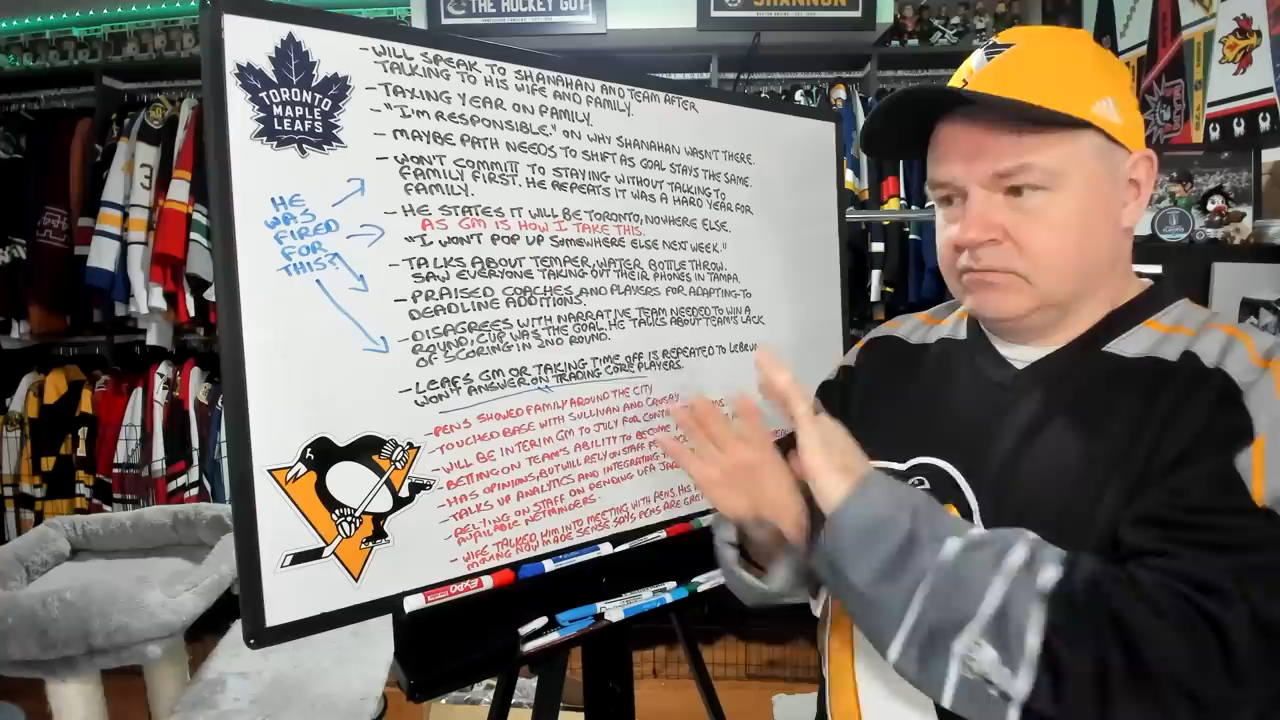 THE HOCKEY GUY
SHANNON
TORONTO
MAPLE
LEAFS
-WILL SPEAK TO SHANAHAN AND TEAM AFTER
TALKING TO HIS WIFE AND FAMILY.
-TAXING YEAR ON FAMILY.
-"I'M RESPONSIBLE." ON WHY SHANAHAN WASN'T THERE.
- MAYBE PATH NEEDS TO SHIFT AS GOAL STAYS THE SAME.
- WON'T COMMIT TO STAYING WITHOUT TALKING TO
FAMILY FIRST. HE REPEATS IT WAS A HARD YEAR FOR
FAMILY.
- HE STATES IT WILL BE TORONTO, NOWHERE ELSE.
AS GM IS HOW I TAKE THIS.
"I WON'T POP UP SOMEWHERE ELSE NEXT WEEK."
-TALKS ABOUT TEMPER, WATER BOTTLE THROW.
SAW EVERYONE TAKING OUT THEIR PHONES IN TAMPA.
- PRAISED COACHES AND PLAYERS FOR ADAPTING TO
DEADLINE ADDITIONS.
-DISAGREES WITH NARRATIVE TEAM NEEDED TO WIN A
ROUND, CUP WAS THE GOAL. HE TALKS ABOUT TEAM'S LACK
OF SCORING IN 2ND ROUND.
-LEAFS GM OR TAKING TIME OFF IS REPEATED TO LEBRUN
WON'T ANSWER ON TRADING CORE PLAYERS.
HE
WAS
FIRED
FOR
THIS?
-PENS SHOWED FAMILY AROUND THE CITY
-TOUCHED BASE WITH SULLIVAN AND CROSBY
-WILL BE INTERIM GM TO JULY FOR
-BETTING ON TEAM'S ABILITY TO BECOME
-HAS OPINIONS, BUT WILL RELY ON STAFF
-TALKS UP ANALYTICS AND INTEGRATING
-RELYING ON STAFF ON PENDING UFA JARRY
AVAILABLE NETMINDERS.
-WIFE TALKED HIM INTO MEETING WITH PENS. HIS
MOVING NOW MADE SENSE. SAYS PENS ARE
EXPO
3